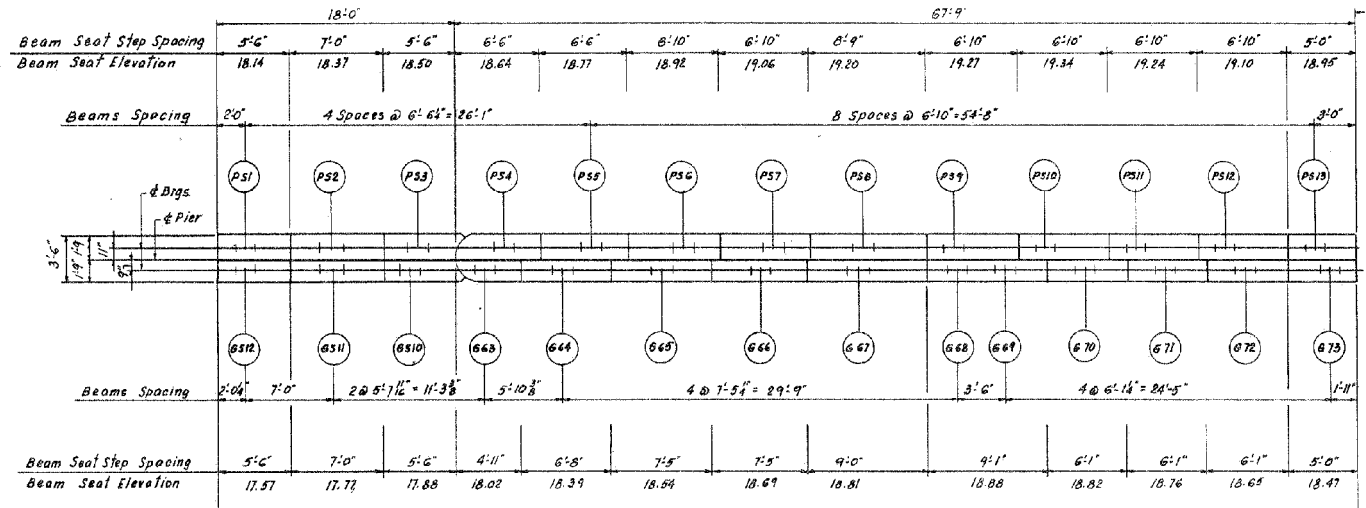 18'-0" 67'-9"
Beam Seat Step Spacing 5'-6" 7'-0" 5'-6" 6'-6" 6'-6" 6'-10" 6'-10" 8'-9" 6'-10" 6'-10" 6'-10" 6'-10" 5'-0"
Beam Seat Elevation 18.14 18.37 18.50 18.64 18.77 18.92 19.06 19.20 19.27 19.34 19.24 19.10 18.95
Beams Spacing 2'-0" 4 Spaces @ 6'-6¼" = 26'-1" 8 Spaces @ 6'-10" = 54'-8" 3'-0"
PS1 PS2 PS3 PS4 PS5 PS6 PS7 PS8 PS9 PS10 PS11 PS12 PS13
¢ Brgs.
¢ Pier
3'-6" 1'-9" 1'-9" 11"
GS12 GS11 GS10 G63 G64 G65 G66 G67 G68 G69 G70 G71 G72 G73
Beams Spacing 2'-0¼" 7'-0" 2 @ 5'-7 11/16" = 11'-3⅜" 5'-10⅜" 4 @ 7'-5¼" = 29'-9" 3'-6" 4 @ 6'-1¼" = 24'-5" 1'-11"
Beam Seat Step Spacing 5'-6" 7'-0" 5'-6" 4'-11" 6'-8" 7'-5" 7'-5" 9'-0" 9'-1" 6'-1" 6'-1" 6'-1" 5'-0"
Beam Seat Elevation 17.57 17.72 17.88 18.02 18.39 18.54 18.69 18.81 18.88 18.82 18.76 18.65 18.47